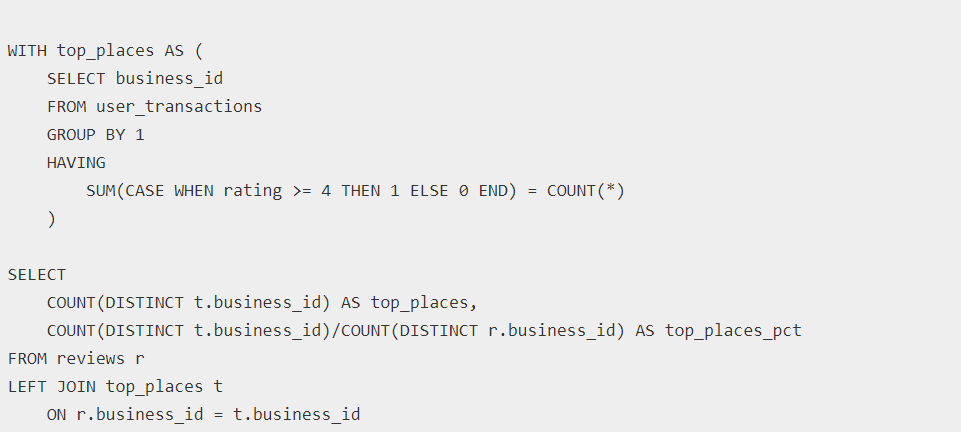 WITH top_places AS (
    SELECT business_id
    FROM user_transactions
    GROUP BY 1
    HAVING
        SUM(CASE WHEN rating >= 4 THEN 1 ELSE 0 END) = COUNT(*)
    )

SELECT
    COUNT(DISTINCT t.business_id) AS top_places,
    COUNT(DISTINCT t.business_id)/COUNT(DISTINCT r.business_id) AS top_places_pct
FROM reviews r
LEFT JOIN top_places t
    ON r.business_id = t.business_id